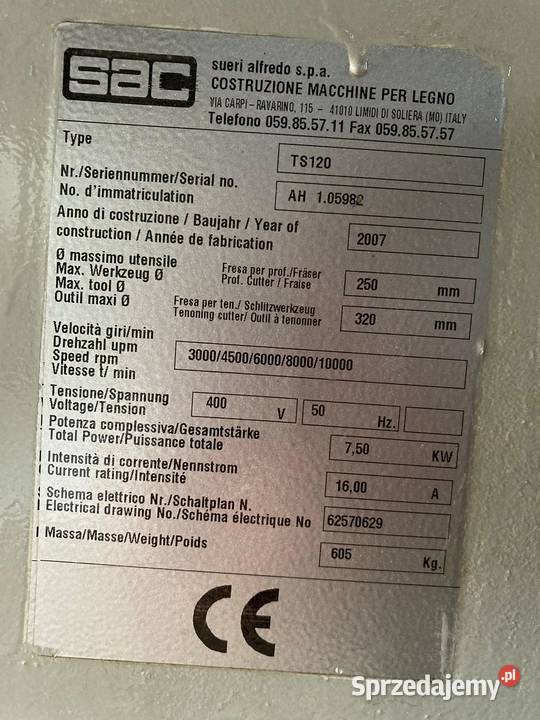 sac
sueri alfredo s.p.a.
COSTRUZIONE MACCHINE PER LEGNO
VIA CARPI - RAVARINO, 115 - 41010 LIMIDI DI SOLIERA (MO) ITALY
Telefono 059.85.57.11 Fax 059.85.57.57
Type
TS120
Nr./Seriennummer/Serial no.
No. d'immatriculation
AH 1.05982
Anno di costruzione / Baujahr / Year of
construction / Année de fabrication
2007
Ø massimo utensile
Max. Werkzeug Ø
Max. tool Ø
Outil maxi Ø
Fresa per prof./Fräser
Prof. Cutter / Fraise
250 mm
Fresa per ten./ Schlitzwerkzeug
Tenoning cutter/ Outil à tenonner
320 mm
Velocità giri/min
Drehzahl upm
Speed rpm
Vitesse t/ min
3000/4500/6000/8000/10000
Tensione/Spannung
Voltage/Tension
400 V
50 Hz.
Potenza complessiva/Gesamtstärke
Total Power/Puissance totale
7,50 KW
Intensità di corrente/Nennstrom
Current rating/Intensité
16,00 A
Schema elettrico Nr./Schaltplan N.
Electrical drawing No./Schéma électrique No
62570629
Massa/Masse/Weight/Poids
605 Kg.
CE
Sprzedajemy.pl